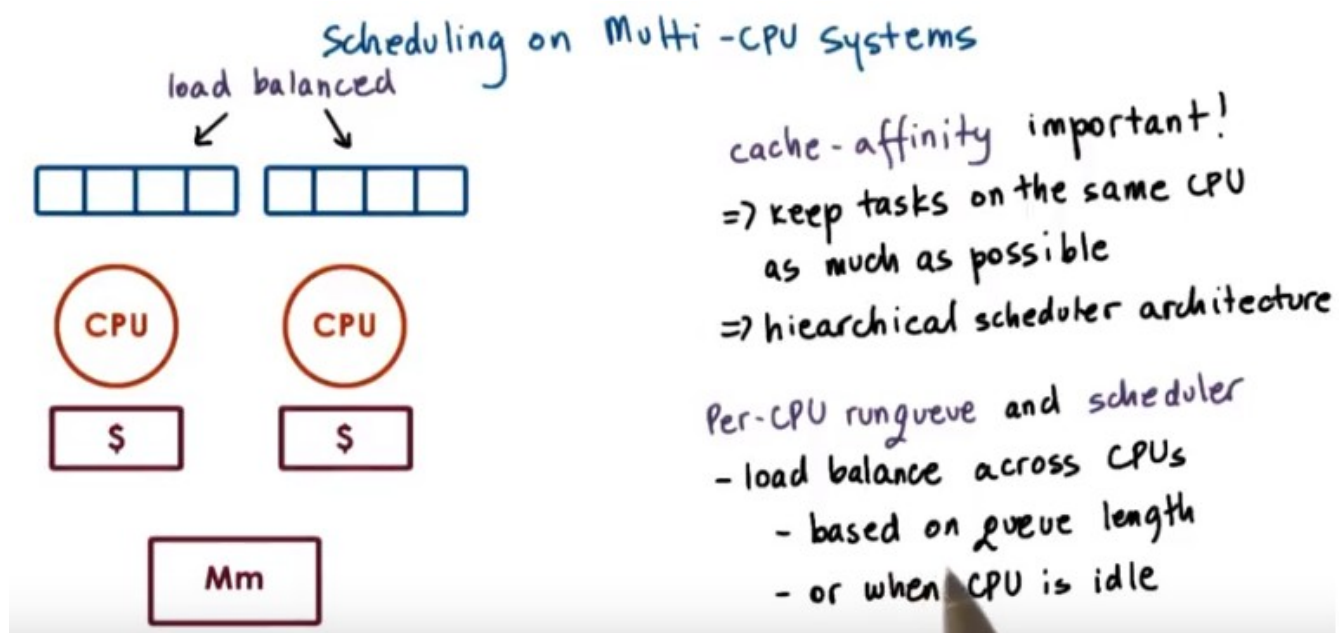 Scheduling on Multi-CPU systems
load balanced
CPU
CPU
$
$
Mm
cache-affinity important!
=> keep tasks on the same CPU
as much as possible
=> hiearchical scheduler architecture
Per-CPU runqueue and scheduler
- load balance across CPUs
- based on queue length
- or when CPU is idle